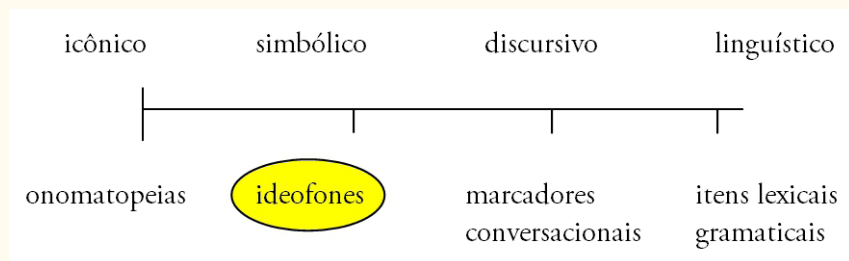 icônico simbólico discursivo linguístico
onomatopeias ideofones marcadores itens lexicais
conversacionais gramaticais